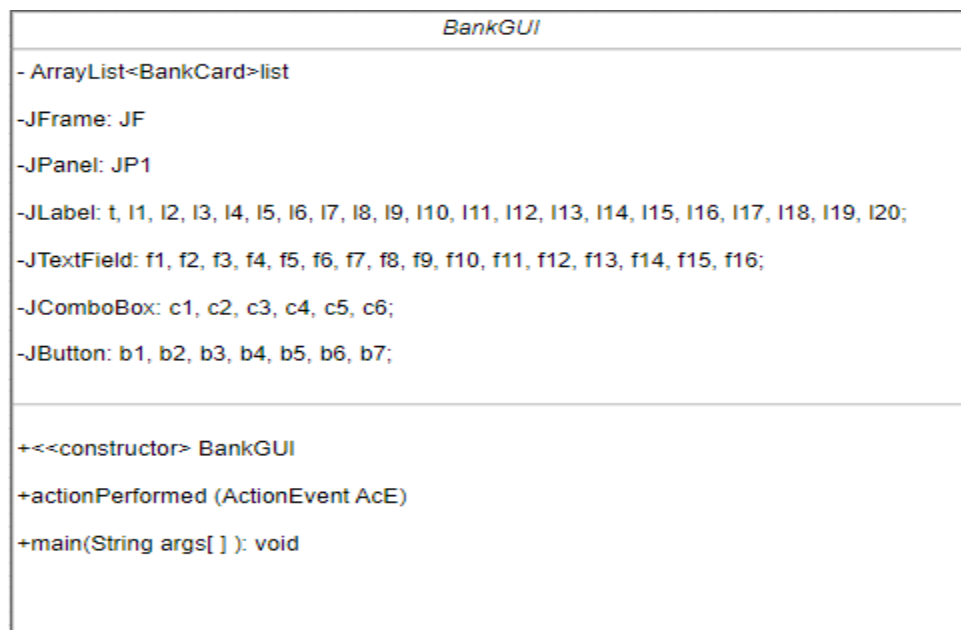 BankGUI
- ArrayList<BankCard>list
-JFrame: JF
-JPanel: JP1
-JLabel: t, l1, l2, l3, l4, l5, l6, l7, l8, l9, l10, l11, l12, l13, l14, l15, l16, l17, l18, l19, l20;
-JTextField: f1, f2, f3, f4, f5, f6, f7, f8, f9, f10, f11, f12, f13, f14, f15, f16;
-JComboBox: c1, c2, c3, c4, c5, c6;
-JButton: b1, b2, b3, b4, b5, b6, b7;
+<<constructor> BankGUI
+actionPerformed (ActionEvent AcE)
+main(String args[ ] ): void